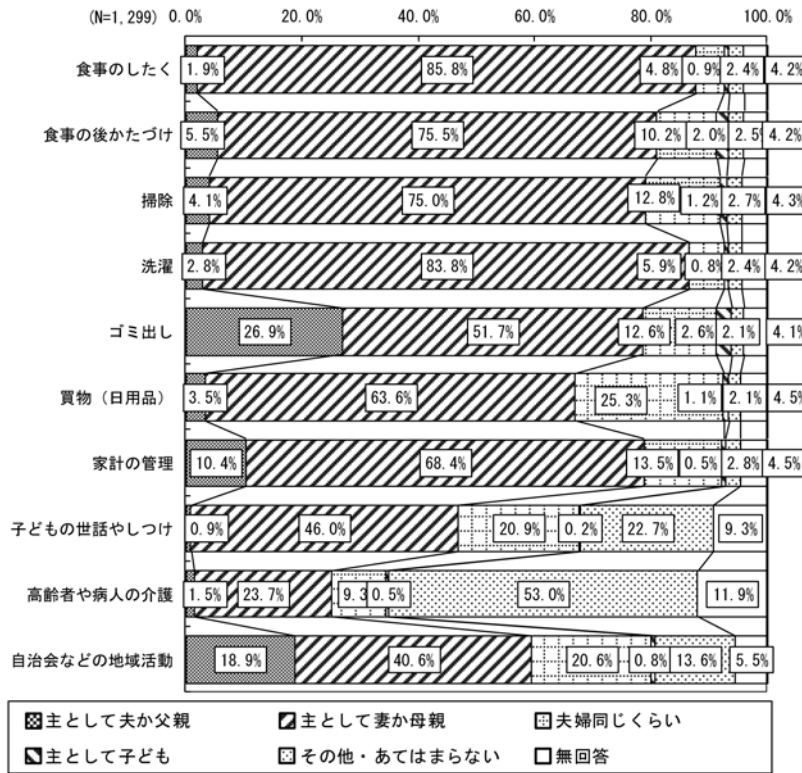 (N=1,299) 0.0% 20.0% 40.0% 60.0% 80.0% 100.0%
食事のしたく 1.9% 85.8% 4.8% 0.9% 2.4% 4.2%
食事の後かたづけ 5.5% 75.5% 10.2% 2.0% 2.5% 4.2%
掃除 4.1% 75.0% 12.8% 1.2% 2.7% 4.3%
洗濯 2.8% 83.8% 5.9% 0.8% 2.4% 4.2%
ゴミ出し 26.9% 51.7% 12.6% 2.6% 2.1% 4.1%
買物（日用品） 3.5% 63.6% 25.3% 1.1% 2.1% 4.5%
家計の管理 10.4% 68.4% 13.5% 0.5% 2.8% 4.5%
子どもの世話やしつけ 0.9% 46.0% 20.9% 0.2% 22.7% 9.3%
高齢者や病人の介護 1.5% 23.7% 9.3 0.5% 53.0% 11.9%
自治会などの地域活動 18.9% 40.6% 20.6% 0.8% 13.6% 5.5%
主として夫か父親 主として妻か母親 夫婦同じくらい
主として子ども その他・あてはまらない 無回答